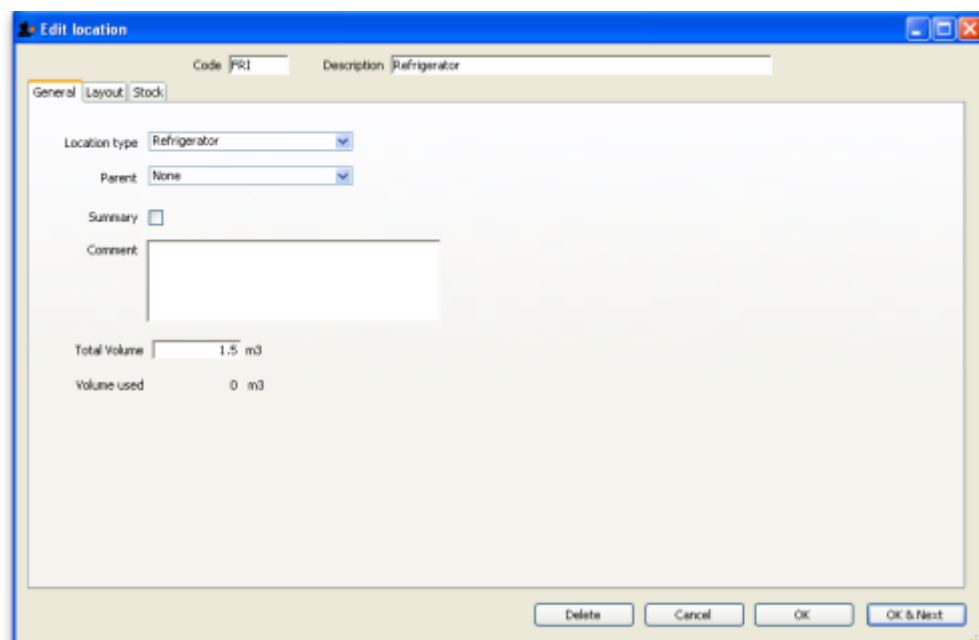 Edit location
Code FRI Description Refrigerator
General Layout Stock
Location type Refrigerator
Parent None
Summary
Comment
Total Volume 1.5 m3
Volume used 0 m3
Delete Cancel OK OK & Next